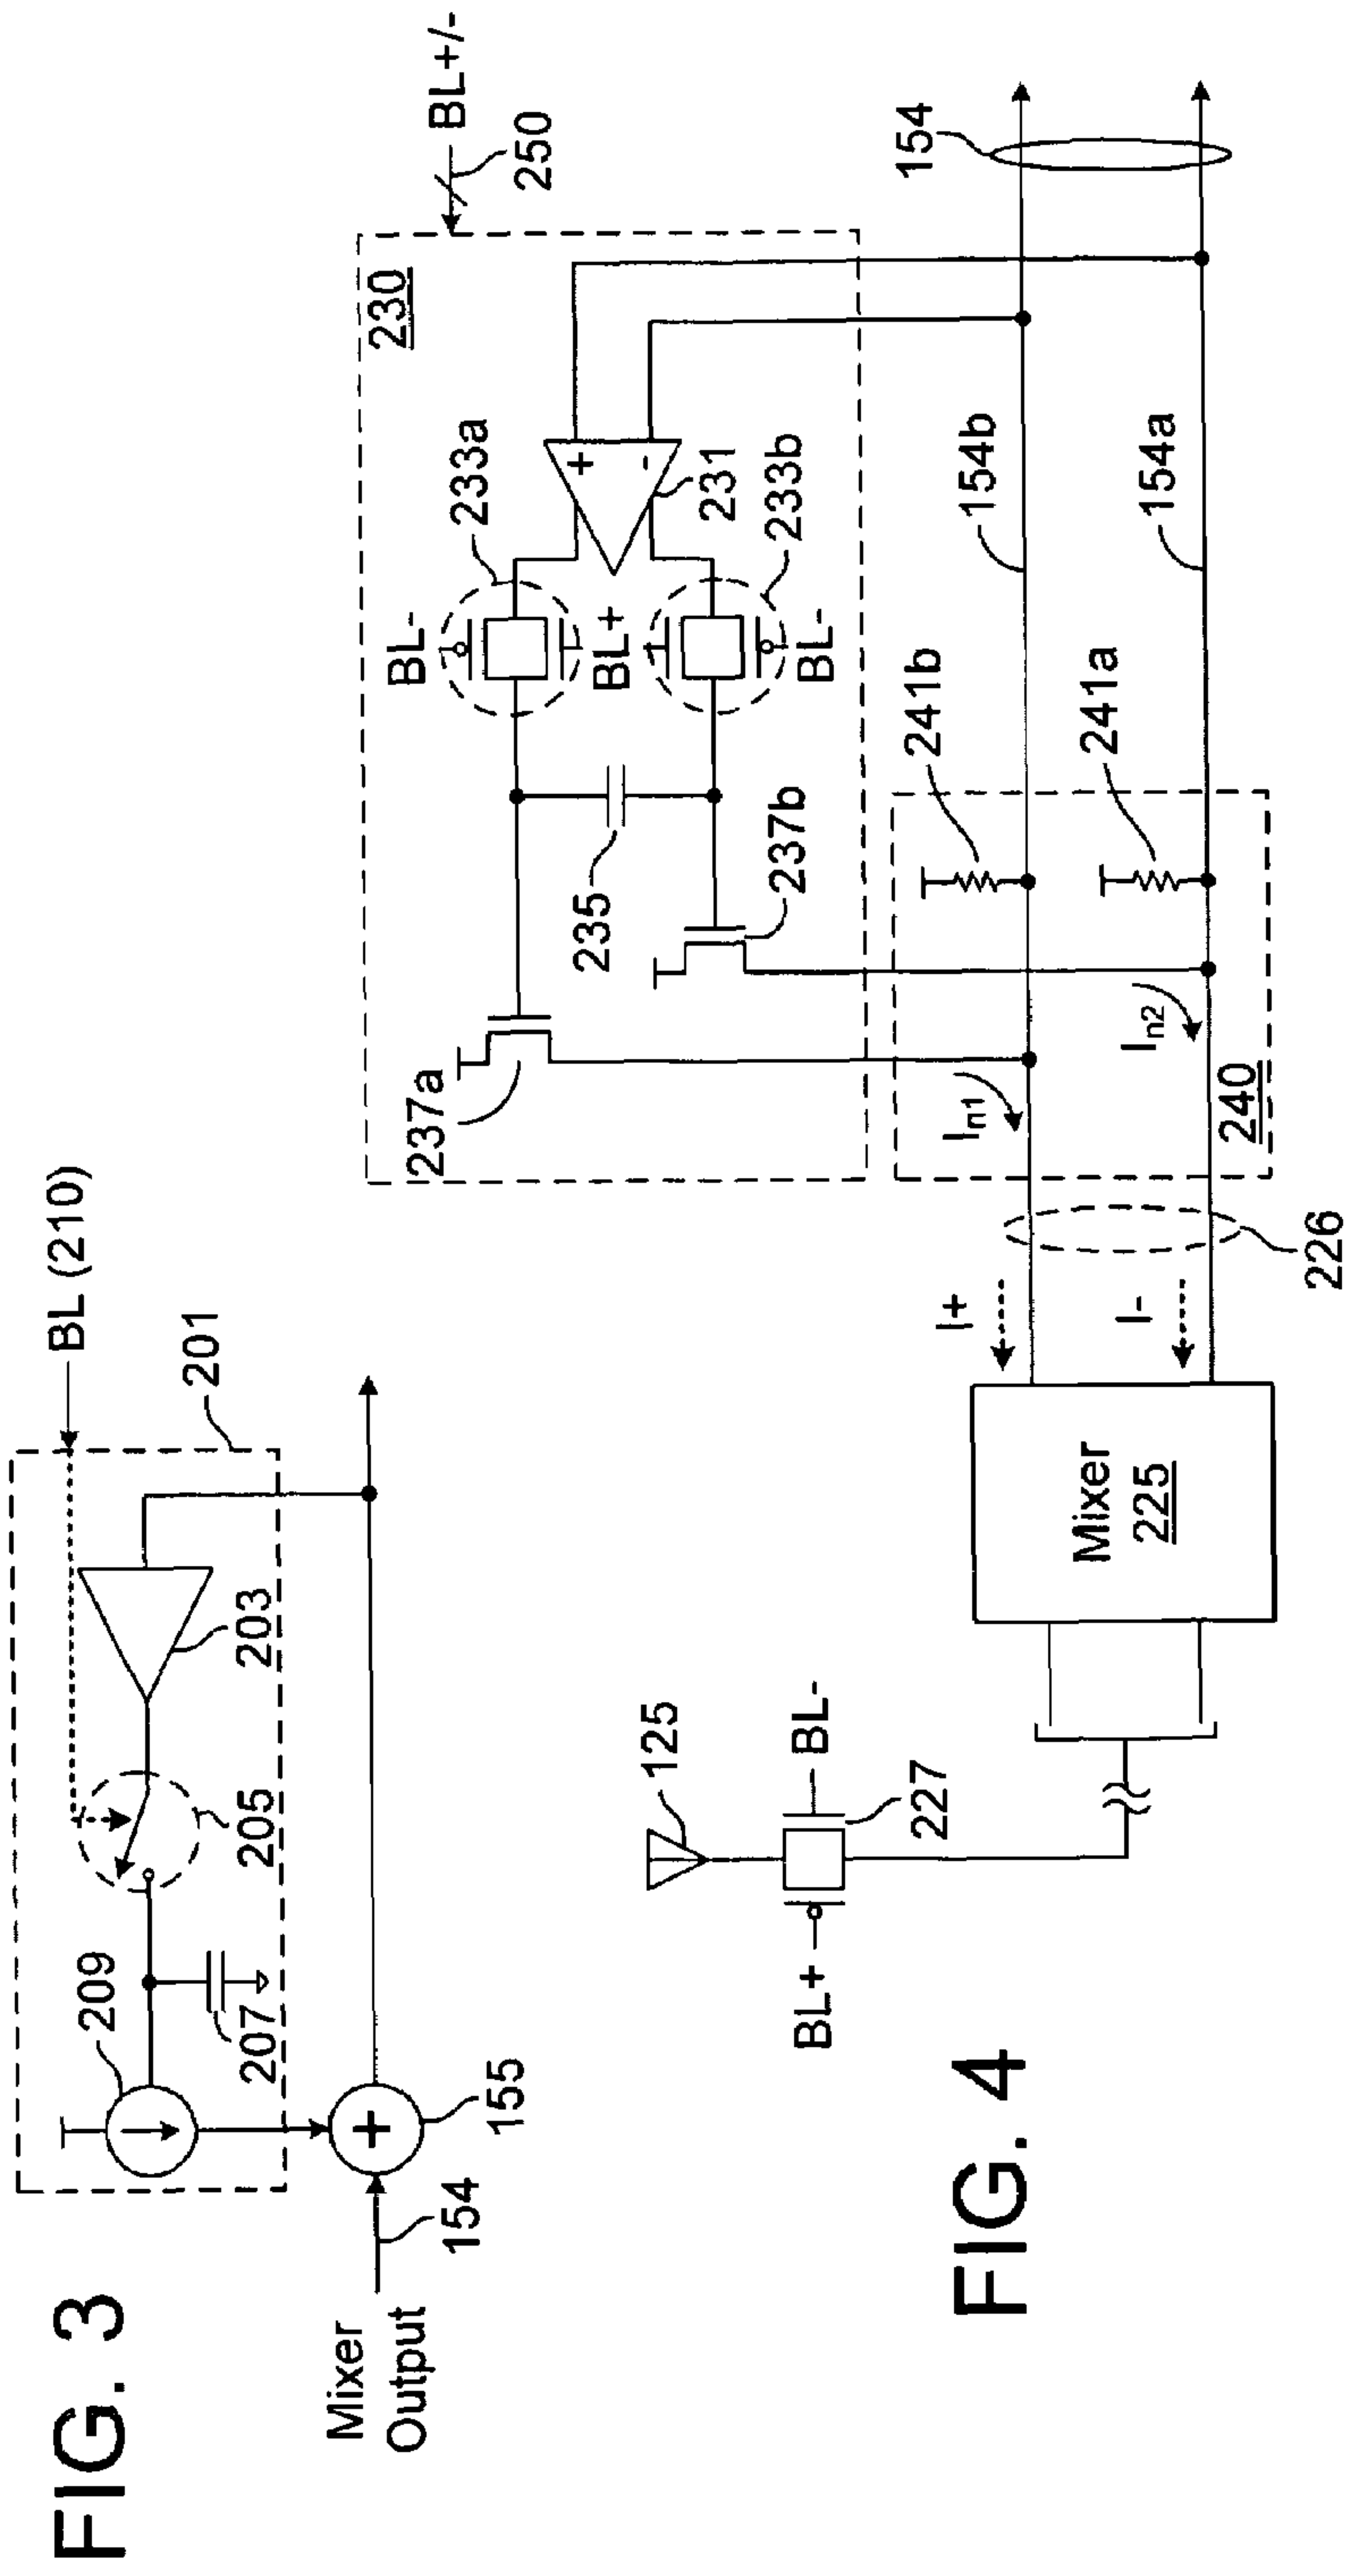 FIG. 3
BL (210)
201
203
205
209
207
155
154
Mixer
Output
FIG. 4
BL+/-
250
230
233a
BL-
BL+
BL-
231
233b
235
237a
237b
154
154b
154a
241b
241a
In1
In2
240
226
I+
I-
Mixer
225
125
BL-
227
BL+